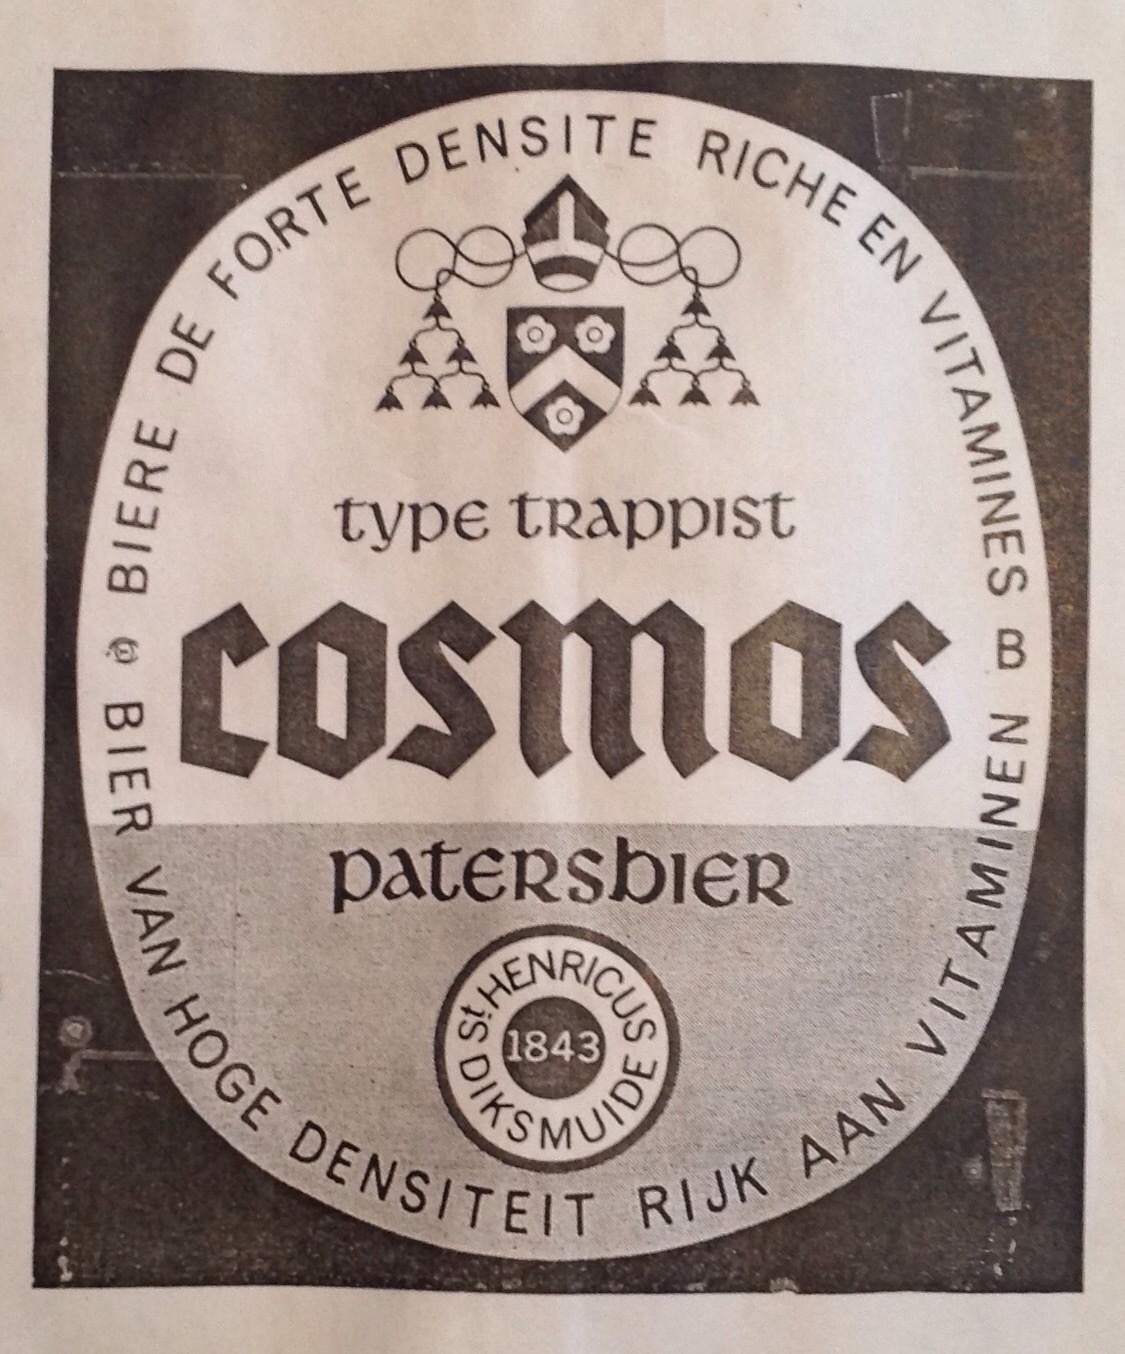 BIERE DE FORTE DENSITE RICHE EN VITAMINES B
type trappist
cosmos
patersbier
St. HENRICUS
1843
DIKSMUIDE
BIER VAN HOGE DENSITEIT RIJK AAN VITAMINEN